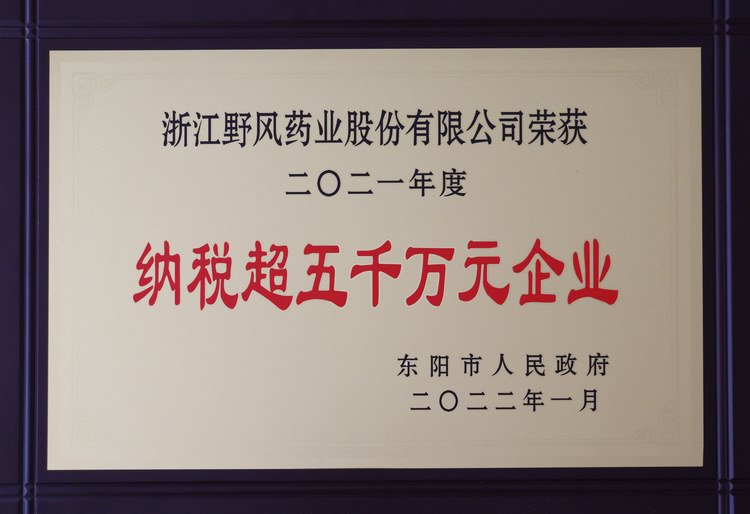 浙江野风药业股份有限公司荣获
二〇二一年度
纳税超五千万元企业
东阳市人民政府
二〇二二年一月